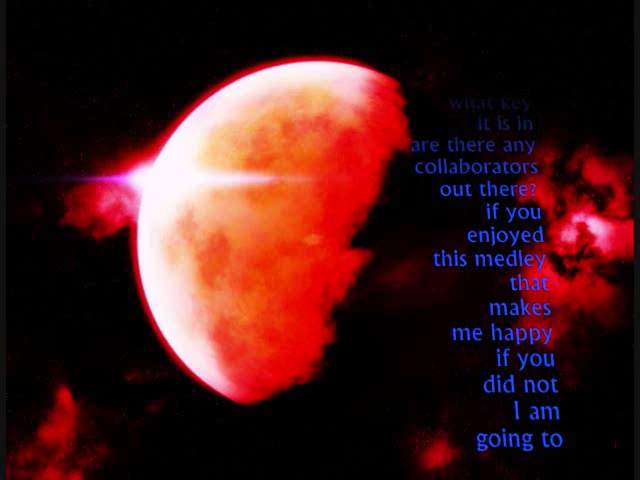 what key
it is in
are there any
collaborators
out there?
if you
enjoyed
this medley
that
makes
me happy
if you
did not
I am
going to